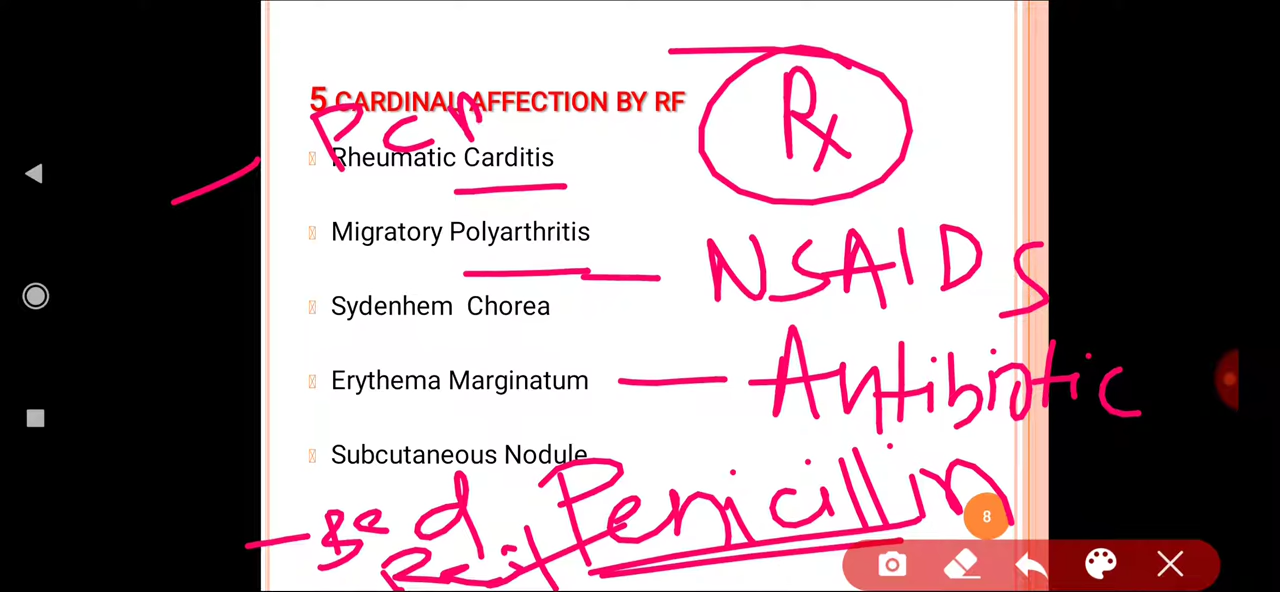 5 CARDINAL AFFECTION BY RF
Rx
Pcn
Rheumatic Carditis
Migratory Polyarthritis
NSAIDS
Sydenhem Chorea
Antibiotic
Erythema Marginatum
Subcutaneous Nodule
Penicillin
8